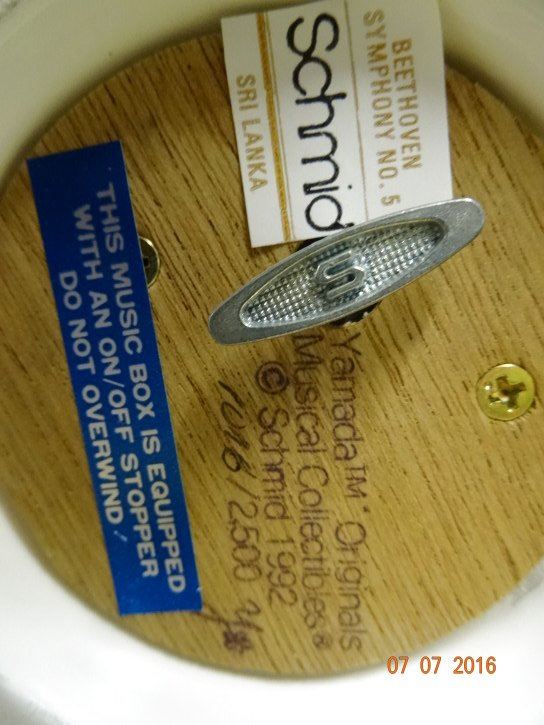 BEETHOVEN
SYMPHONY NO. 5
Schmid
SRI LANKA
THIS MUSIC BOX IS EQUIPPED
WITH AN ON/OFF STOPPER
DO NOT OVERWIND
Yamada™ Originals
Musical Collectibles®
© Schmid 1992
/2,500
07 07 2016